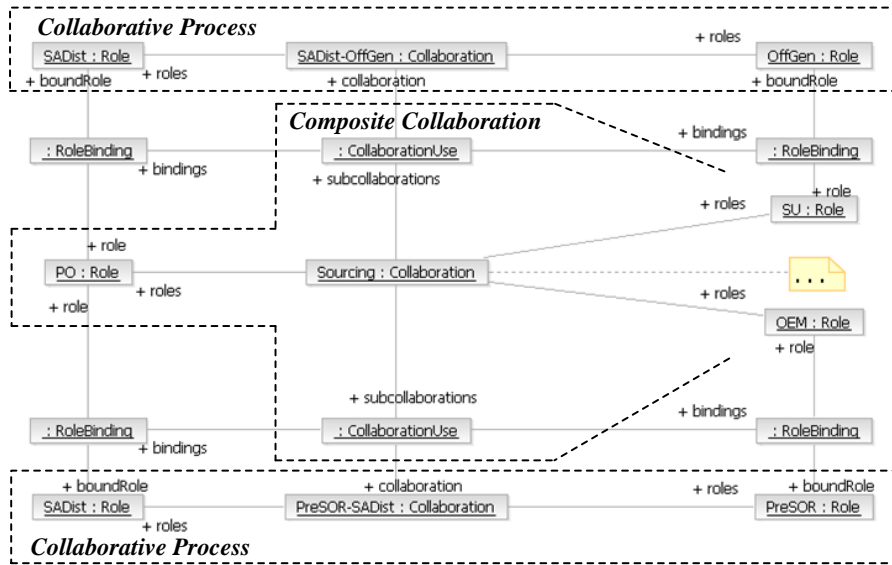 Collaborative Process
+ roles
SADist : Role
SADist-OffGen : Collaboration
OffGen : Role
+ boundRole
+ roles
+ collaboration
+ boundRole
Composite Collaboration
+ bindings
: RoleBinding
: CollaborationUse
: RoleBinding
+ bindings
+ subcollaborations
+ role
+ roles
SU : Role
+ role
PO : Role
Sourcing : Collaboration
+ roles
+ role
. . .
+ roles
OEM : Role
+ role
+ subcollaborations
+ bindings
: RoleBinding
: CollaborationUse
: RoleBinding
+ bindings
+ boundRole
+ collaboration
+ roles
+ boundRole
SADist : Role
PreSOR-SADist : Collaboration
PreSOR : Role
+ roles
Collaborative Process